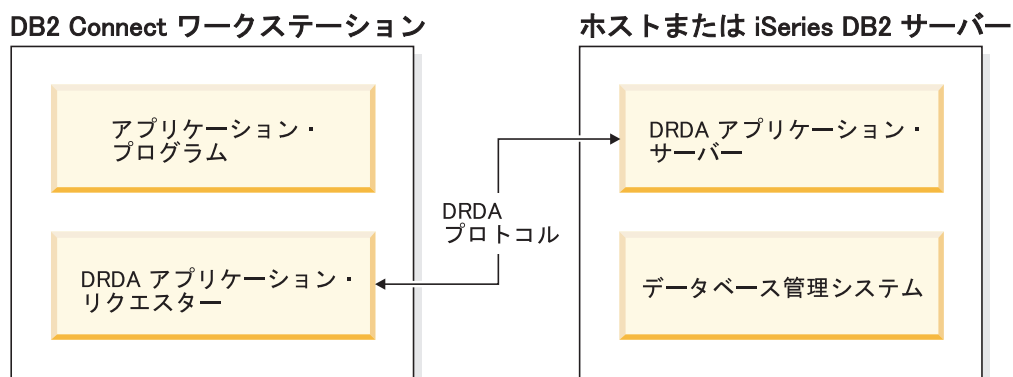 DB2 Connect ワークステーション
アプリケーション・
プログラム
DRDA アプリケーション・
リクエスター
DRDA
プロトコル
ホストまたは iSeries DB2 サーバー
DRDA アプリケーション・
サーバー
データベース管理システム